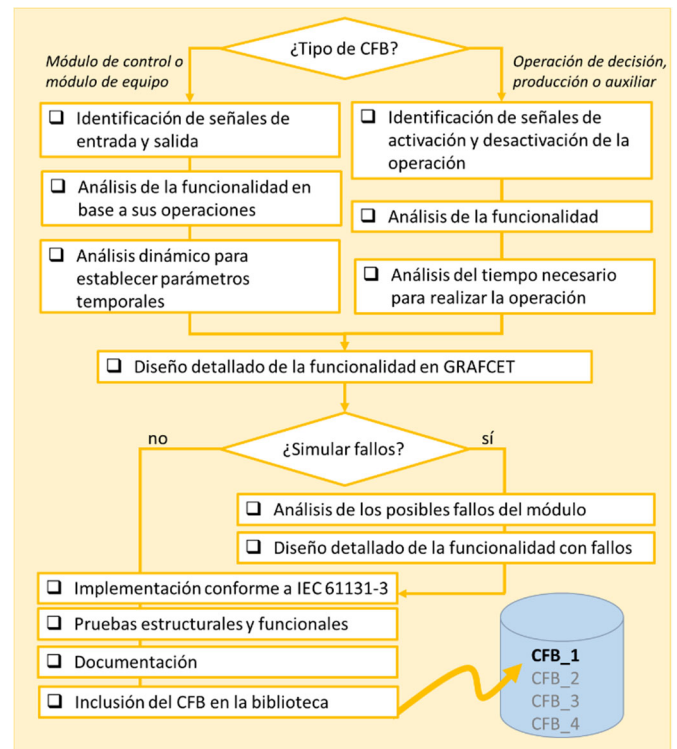 ¿Tipo de CFB?
Módulo de control o
módulo de equipo
Operación de decisión,
producción o auxiliar
Identificación de señales de
entrada y salida
Análisis de la funcionalidad en
base a sus operaciones
Análisis dinámico para
establecer parámetros
temporales
Identificación de señales de
activación y desactivación de la
operación
Análisis de la funcionalidad
Análisis del tiempo necesario
para realizar la operación
Diseño detallado de la funcionalidad en GRAFCET
no
¿Simular fallos?
sí
Análisis de los posibles fallos del módulo
Diseño detallado de la funcionalidad con fallos
Implementación conforme a IEC 61131-3
Pruebas estructurales y funcionales
Documentación
Inclusión del CFB en la biblioteca
CFB_1
CFB_2
CFB_3
CFB_4